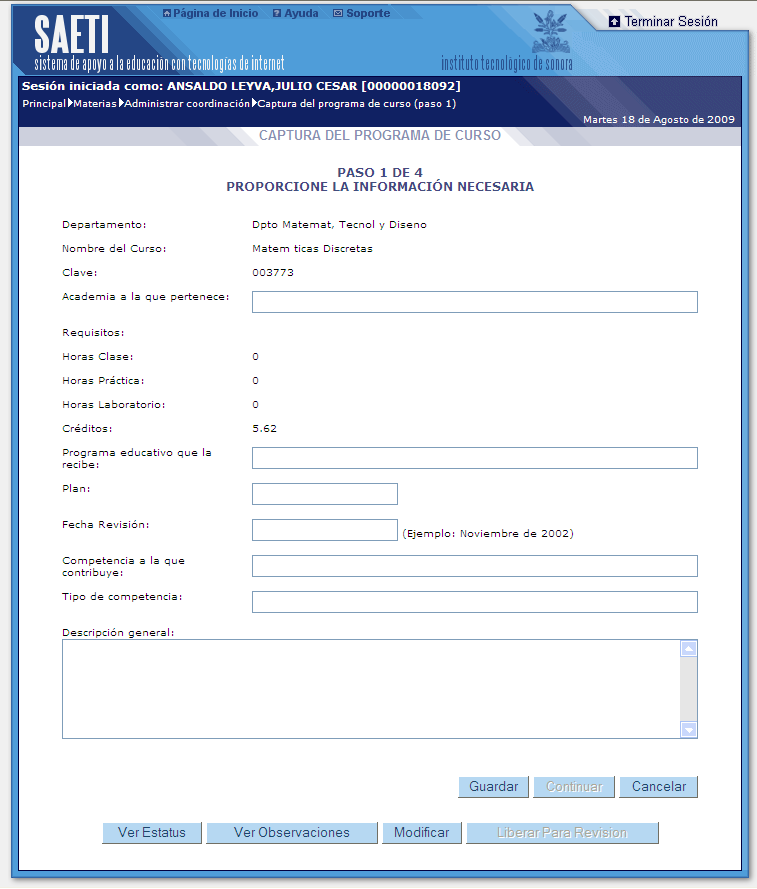 Página de Inicio Ayuda Soporte
Terminar Sesión
SAETI
sistema de apoyo a la educación con tecnologías de internet
instituto tecnológico de sonora
Sesión iniciada como: ANSALDO LEYVA,JULIO CESAR [00000018092]
Principal Materias Administrar coordinación Captura del programa de curso (paso 1)
Martes 18 de Agosto de 2009
CAPTURA DEL PROGRAMA DE CURSO
PASO 1 DE 4
PROPORCIONE LA INFORMACIÓN NECESARIA
Departamento: Dpto Matemat, Tecnol y Diseno
Nombre del Curso: Matem ticas Discretas
Clave: 003773
Academia a la que pertenece:
Requisitos:
Horas Clase: 0
Horas Práctica: 0
Horas Laboratorio: 0
Créditos: 5.62
Programa educativo que la
recibe:
Plan:
Fecha Revisión: (Ejemplo: Noviembre de 2002)
Competencia a la que
contribuye:
Tipo de competencia:
Descripción general:
Guardar Continuar Cancelar
Ver Estatus Ver Observaciones Modificar Liberar Para Revision